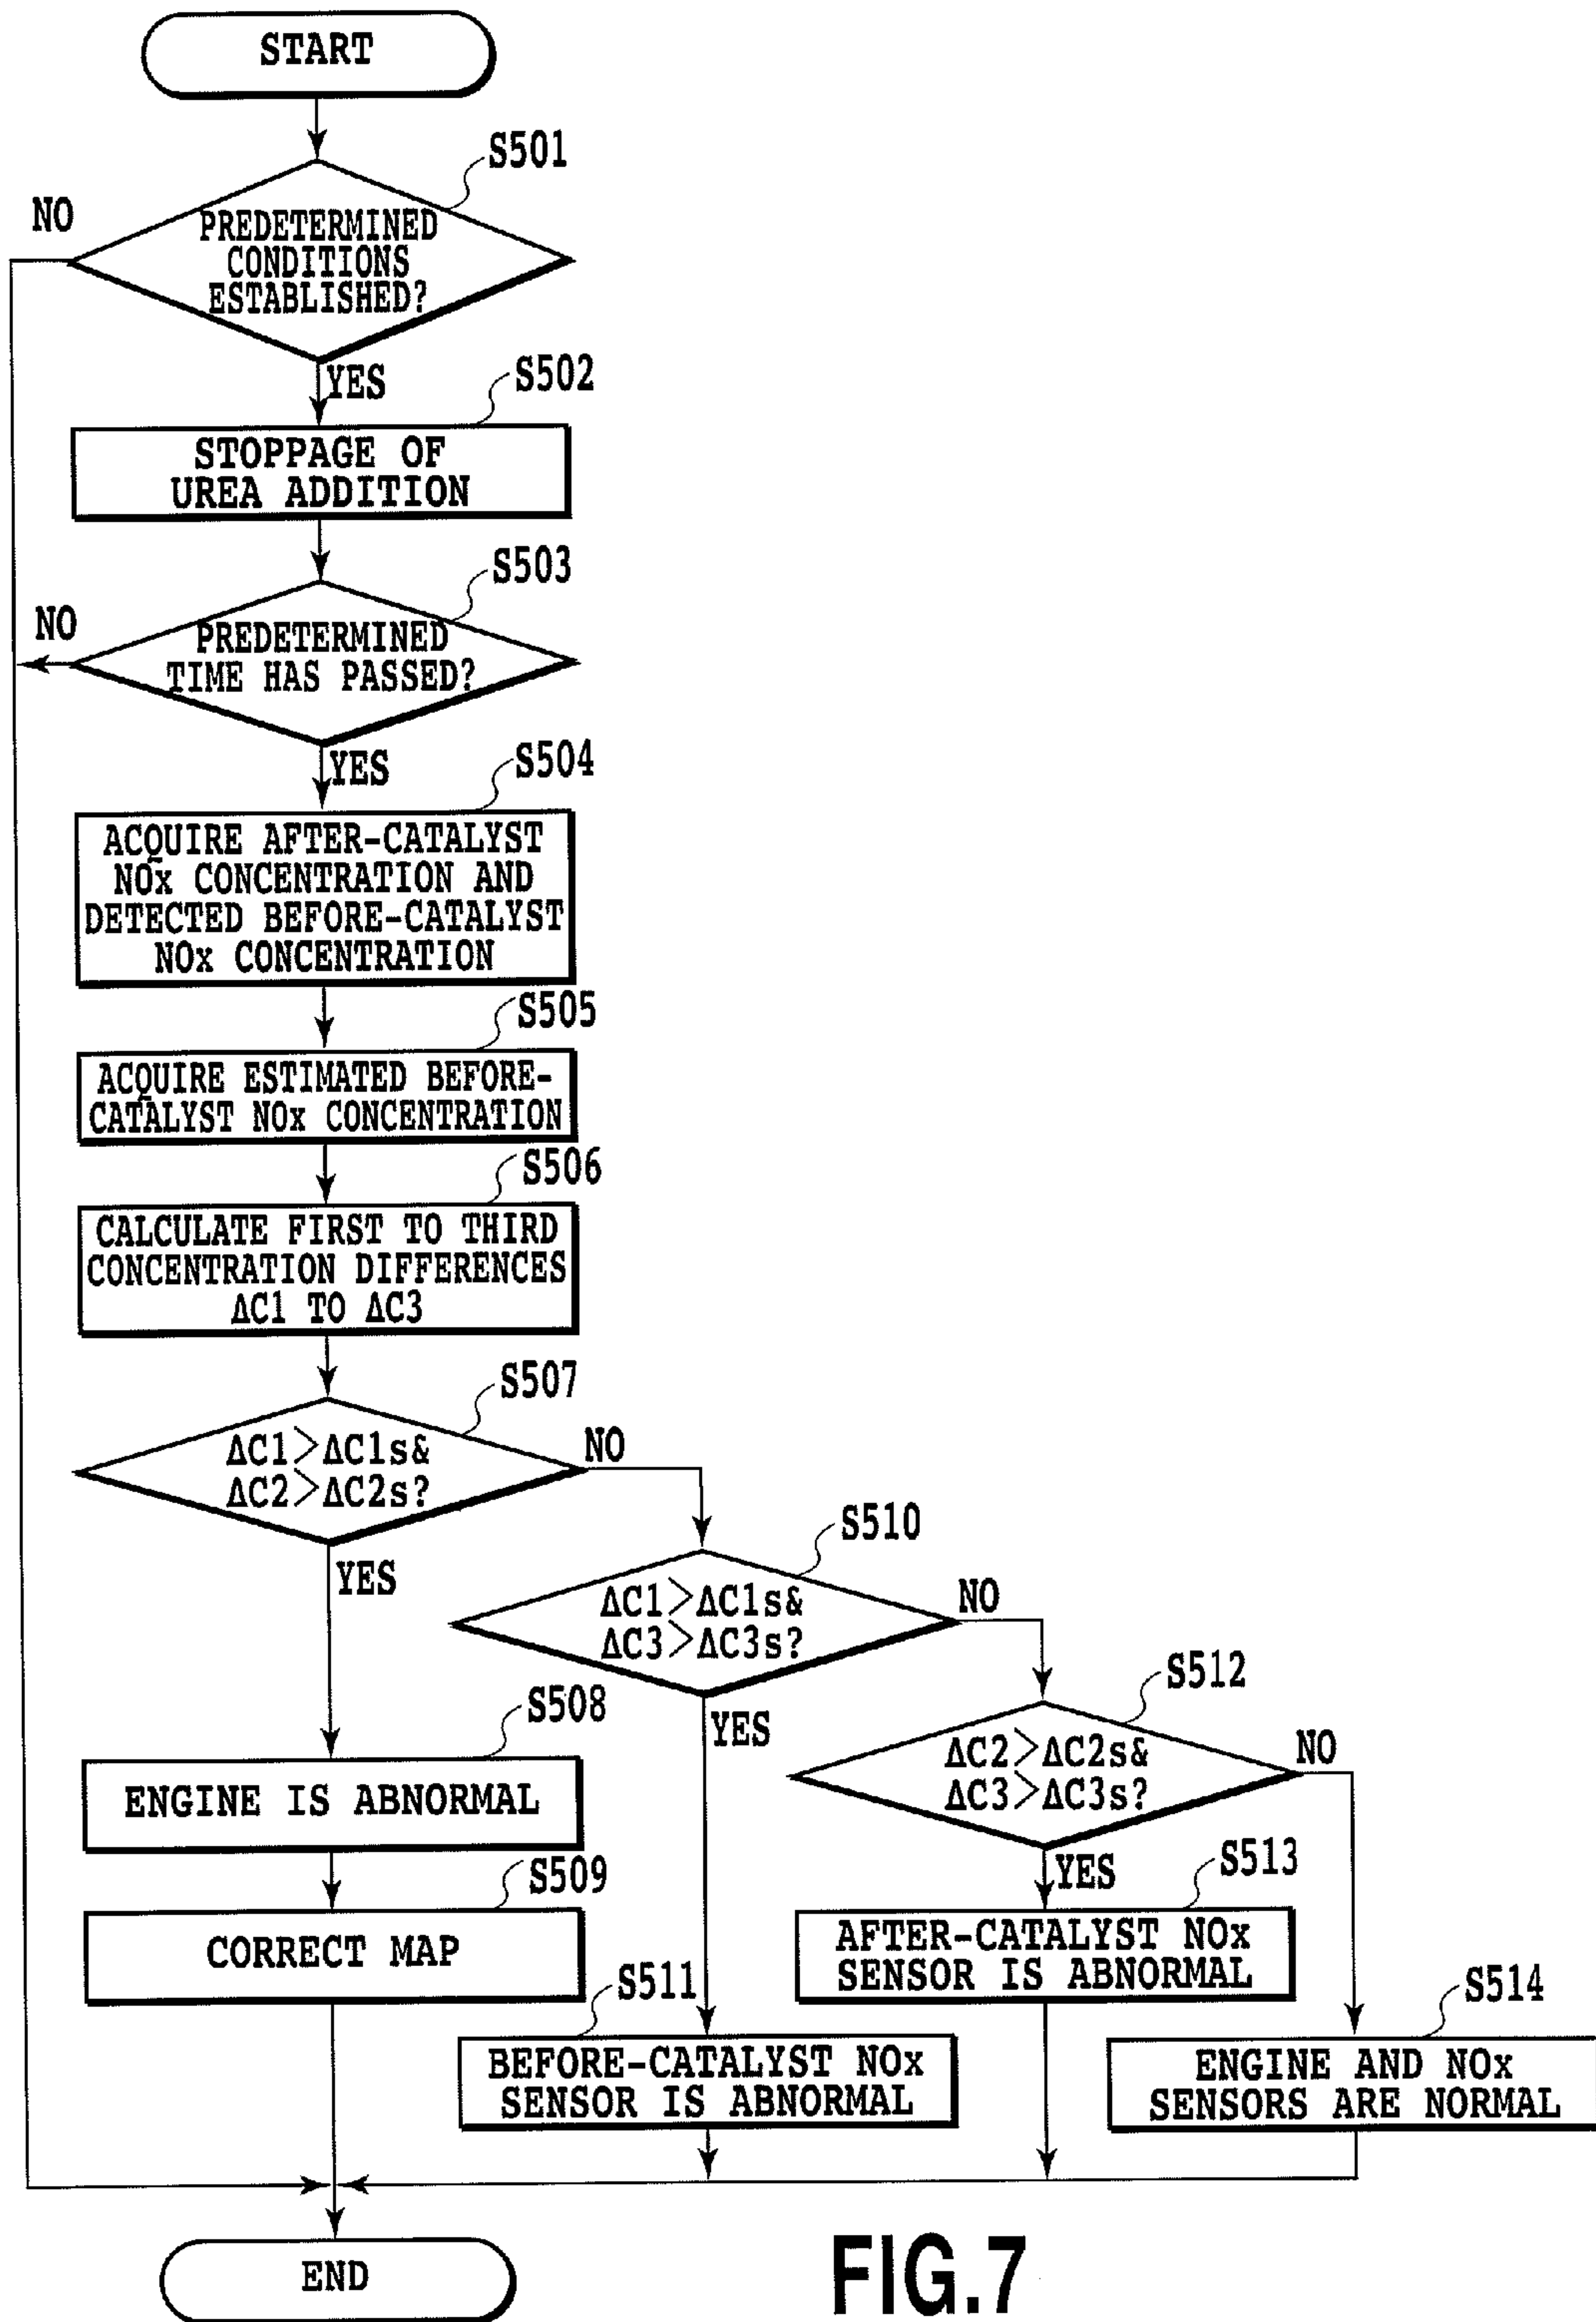 START
S501
NO
PREDETERMINED
CONDITIONS
ESTABLISHED?
YES
S502
STOPPAGE OF
UREA ADDITION
S503
NO
PREDETERMINED
TIME HAS PASSED?
YES
S504
ACQUIRE AFTER-CATALYST
NOx CONCENTRATION AND
DETECTED BEFORE-CATALYST
NOx CONCENTRATION
S505
ACQUIRE ESTIMATED BEFORE-
CATALYST NOx CONCENTRATION
S506
CALCULATE FIRST TO THIRD
CONCENTRATION DIFFERENCES
ΔC1 TO ΔC3
S507
ΔC1>ΔC1s&
ΔC2>ΔC2s?
NO
YES
S510
ΔC1>ΔC1s&
ΔC3>ΔC3s?
NO
YES
S512
ΔC2>ΔC2s&
ΔC3>ΔC3s?
NO
YES
S508
ENGINE IS ABNORMAL
S509
CORRECT MAP
S513
AFTER-CATALYST NOx
SENSOR IS ABNORMAL
S511
BEFORE-CATALYST NOx
SENSOR IS ABNORMAL
S514
ENGINE AND NOx
SENSORS ARE NORMAL
END
FIG.7